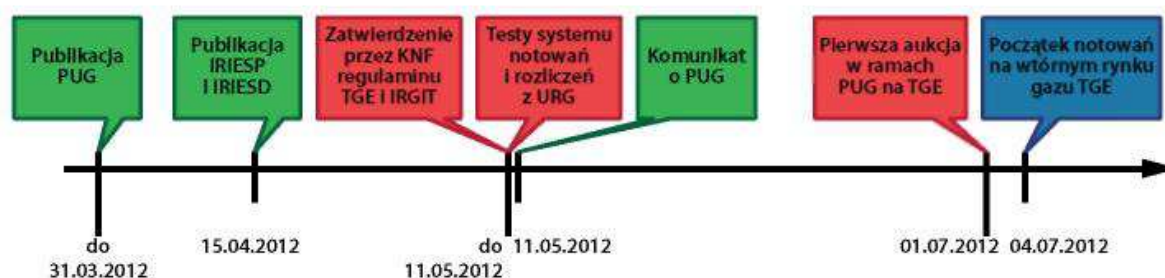 Publikacja
PUG
Publikacja
IRIESP
I IRIESD
Zatwierdzenie
przez KNF
regulaminu
TGE i IRGIT
Testy systemu
notowań
i rozliczeń
z URG
Komunikat
o PUG
Pierwsza aukcja
w ramach
PUG na TGE
Początek notowań
na wtórnym rynku
gazu TGE
do
31.03.2012
15.04.2012
do
11.05.2012
11.05.2012
01.07.2012
04.07.2012